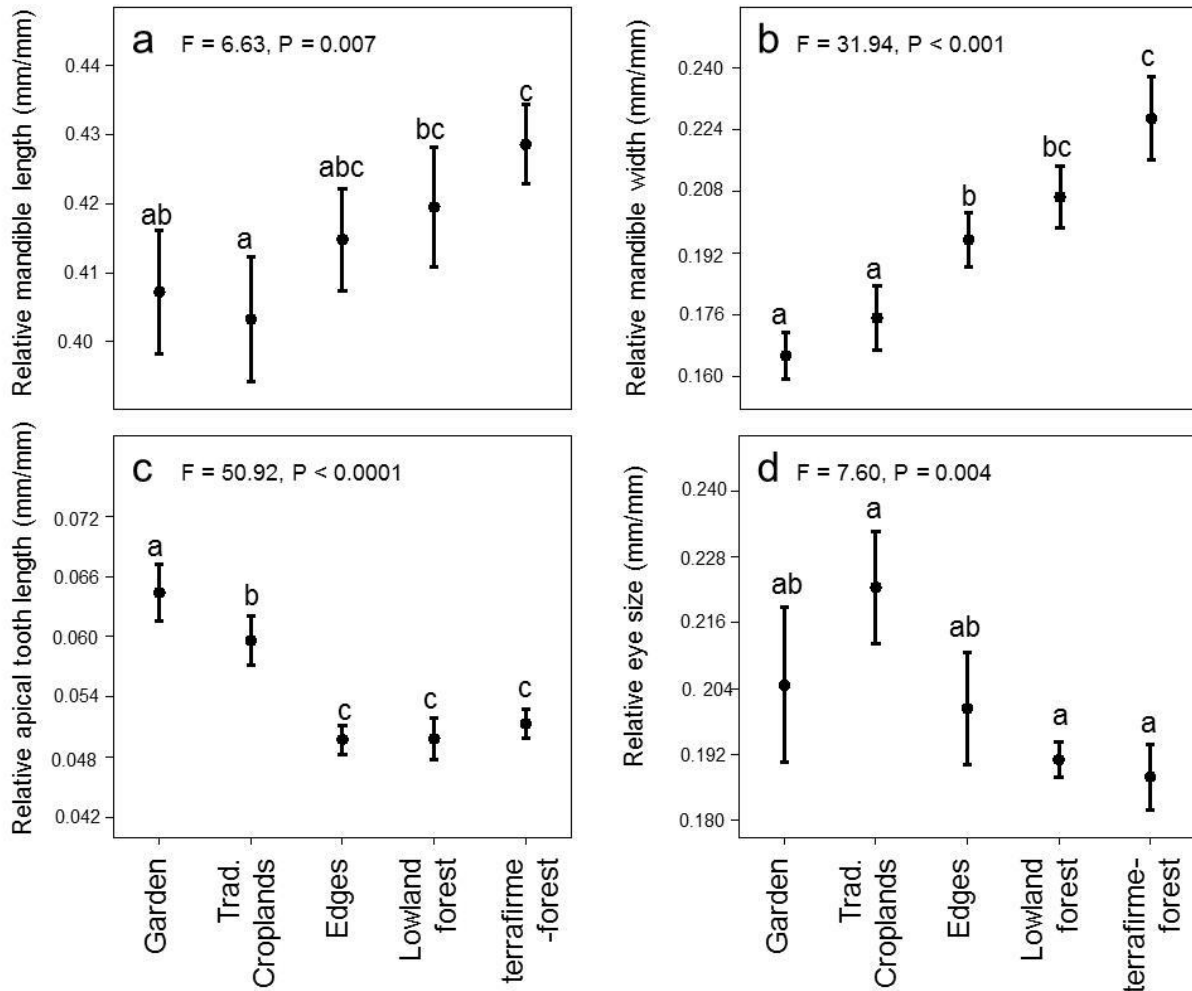 a F = 6.63, P = 0.007
Relative mandible length (mm/mm)
0.44
0.43
0.42
0.41
0.40
ab
a
abc
bc
c
b F = 31.94, P < 0.001
Relative mandible width (mm/mm)
0.240
0.224
0.208
0.192
0.176
0.160
a
a
b
bc
c
c F = 50.92, P < 0.0001
Relative apical tooth length (mm/mm)
0.072
0.066
0.060
0.054
0.048
0.042
a
b
c
c
c
Garden
Trad.
Croplands
Edges
Lowland
forest
terrafirme
-forest
d F = 7.60, P = 0.004
Relative eye size (mm/mm)
0.240
0.228
0.216
0. 204
0.192
0.180
ab
a
ab
a
a
Garden
Trad.
Croplands
Edges
Lowland
forest
terrafirme-
forest